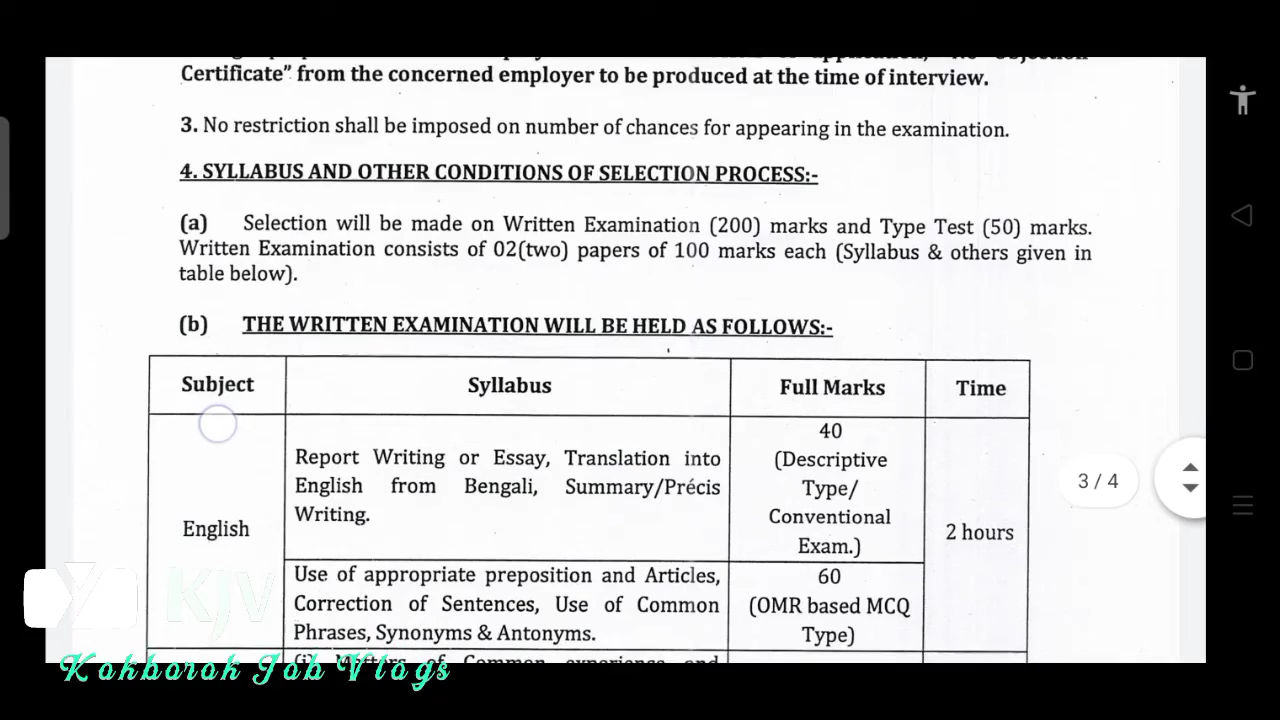 Certificate" from the concerned employer to be produced at the time of interview.
3. No restriction shall be imposed on number of chances for appearing in the examination.
4. SYLLABUS AND OTHER CONDITIONS OF SELECTION PROCESS:-
(a) Selection will be made on Written Examination (200) marks and Type Test (50) marks.
Written Examination consists of 02(two) papers of 100 marks each (Syllabus & others given in
table below).
(b) THE WRITTEN EXAMINATION WILL BE HELD AS FOLLOWS:-
Subject Syllabus Full Marks Time
English
Report Writing or Essay, Translation into
English from Bengali, Summary/Précis
Writing.
40
(Descriptive
Type/
Conventional
Exam.)
2 hours
Use of appropriate preposition and Articles,
Correction of Sentences, Use of Common
Phrases, Synonyms & Antonyms.
60
(OMR based MCQ
Type)
(i) Matters of Common experience and
3 / 4
KJV
Kokborok Job Vlogs